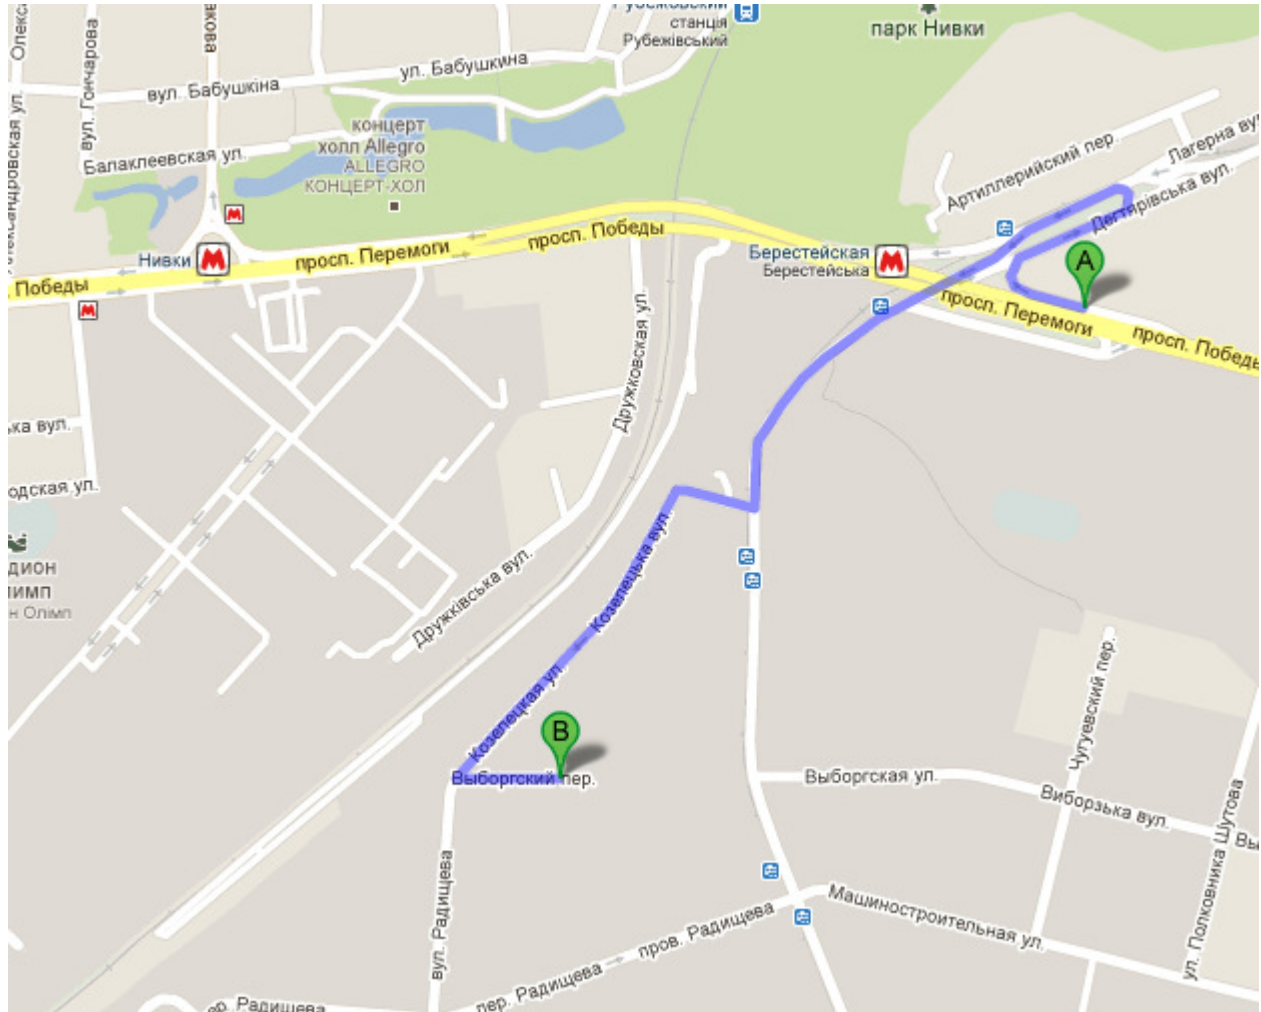 станція
Рубежівський
парк Нивки
вул. Гончарова
ул. Бабушкина
вул. Бабушкіна
концерт
холл Allegro
ALLEGRO
КОНЦЕРТ-ХОЛ
Балаклеевская ул.
Артиллерийский пер.
Лагерна
Дегтярівська вул.
Нивки
просп. Перемоги
просп. Победы
Берестейская
Берестейська
A
Победы
просп. Перемоги
просп. Победы
Дружковская ул.
Дружківська вул.
Козелецька вул.
Козелецкая ул.
B
Выборгский пер.
Выборгская ул.
Виборзька вул.
Чугуевский пер.
ул. Полковника Шутова
вул. Радищева
Машиностроительная ул.
пров. Радищева
пер. Радищева
Радищева
н Олімп